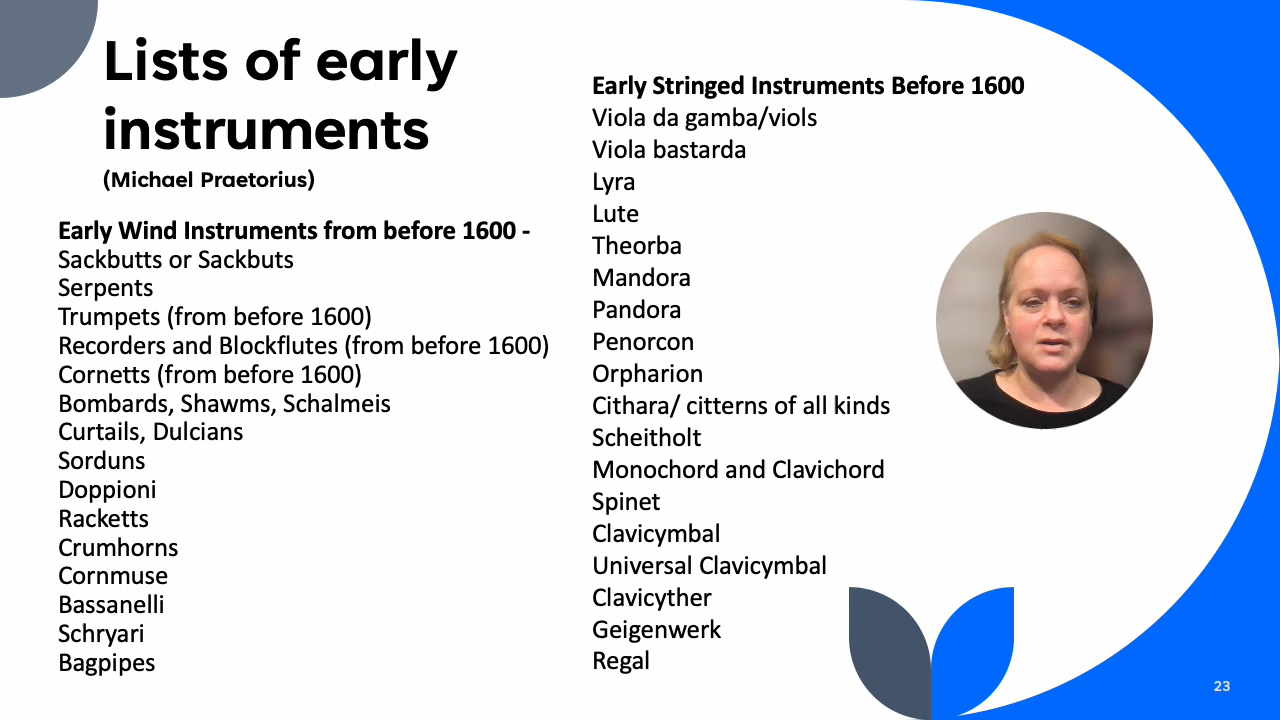 Lists of early
instruments
(Michael Praetorius)
Early Wind Instruments from before 1600 -
Sackbutts or Sackbuts
Serpents
Trumpets (from before 1600)
Recorders and Blockflutes (from before 1600)
Cornetts (from before 1600)
Bombards, Shawms, Schalmeis
Curtails, Dulcians
Sorduns
Doppioni
Racketts
Crumhorns
Cornmuse
Bassanelli
Schryari
Bagpipes
Early Stringed Instruments Before 1600
Viola da gamba/viols
Viola bastarda
Lyra
Lute
Theorba
Mandora
Pandora
Penorcon
Orpharion
Cithara/ citterns of all kinds
Scheitholt
Monochord and Clavichord
Spinet
Clavicymbal
Universal Clavicymbal
Clavicyther
Geigenwerk
Regal
23